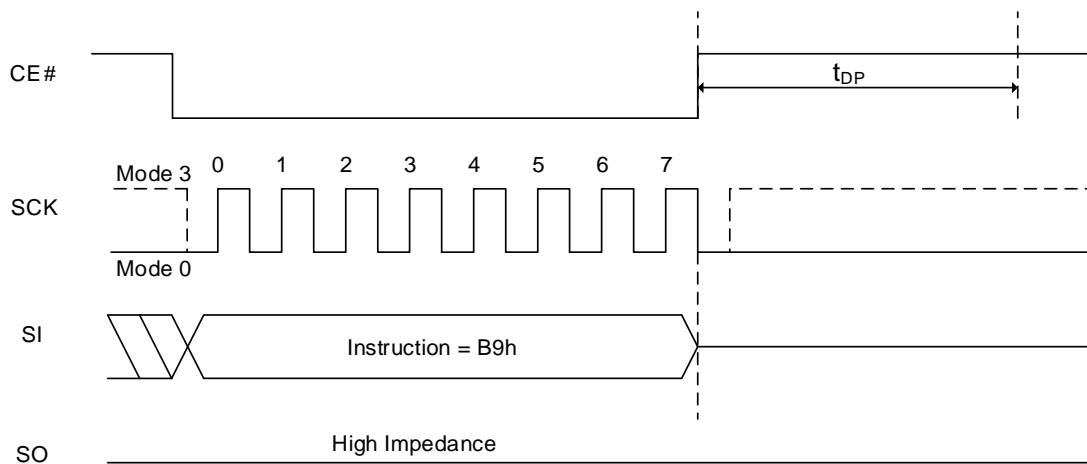 CE#
tDP
Mode 3
0 1 2 3 4 5 6 7
SCK
Mode 0
SI
Instruction = B9h
SO
High Impedance